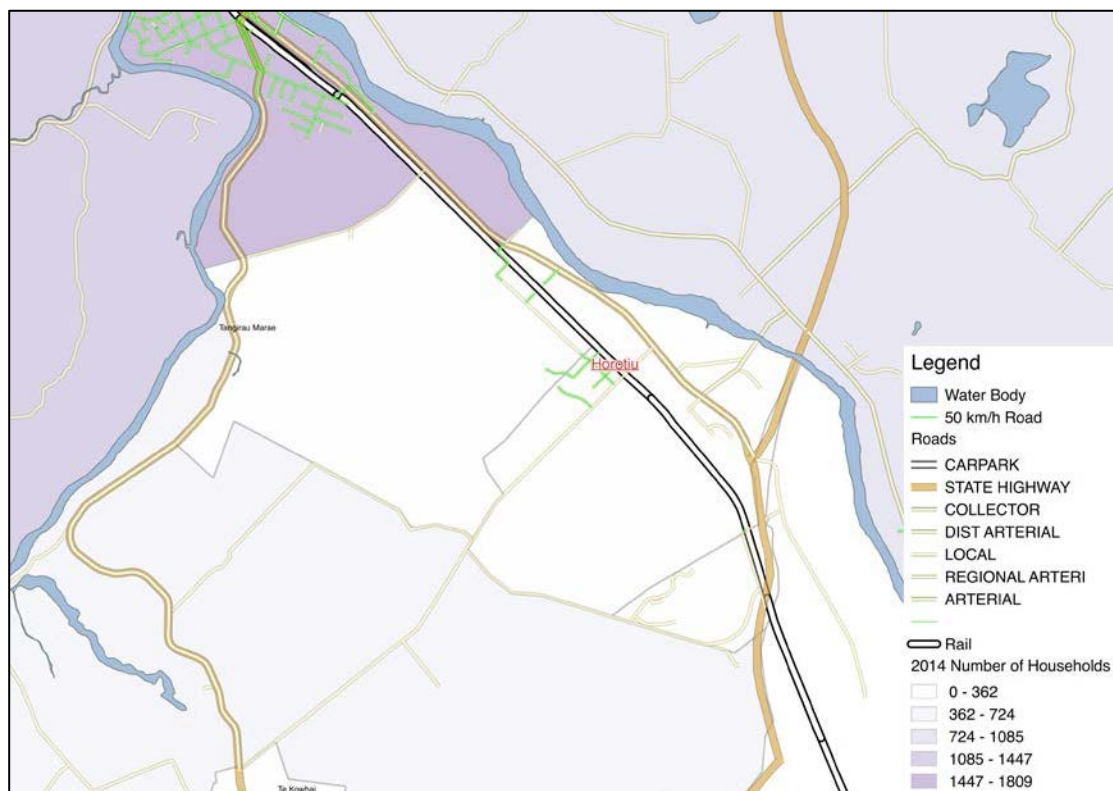 Tangirau Marae
Horotiu
Te Kowhai
Legend
Water Body
50 km/h Road
Roads
CARPARK
STATE HIGHWAY
COLLECTOR
DIST ARTERIAL
LOCAL
REGIONAL ARTERI
ARTERIAL
Rail
2014 Number of Households
0 - 362
362 - 724
724 - 1085
1085 - 1447
1447 - 1809